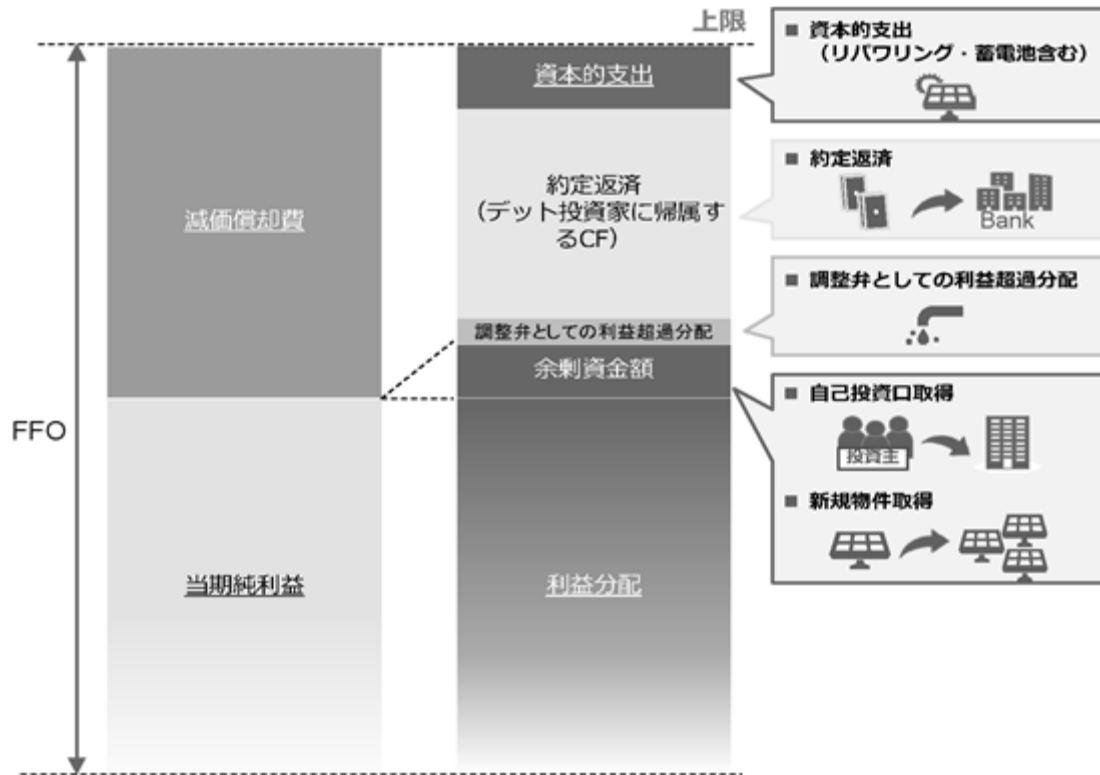 上限
FFO
減価償却費
当期純利益
資本的支出
約定返済
（デット投資家に帰属す
るCF）
調整弁としての利益超過分配
余剰資金額
利益分配
■ 資本的支出
（リパワリング・蓄電池含む）
■ 約定返済
Bank
■ 調整弁としての利益超過分配
■ 自己投資口取得
投資主
■ 新規物件取得